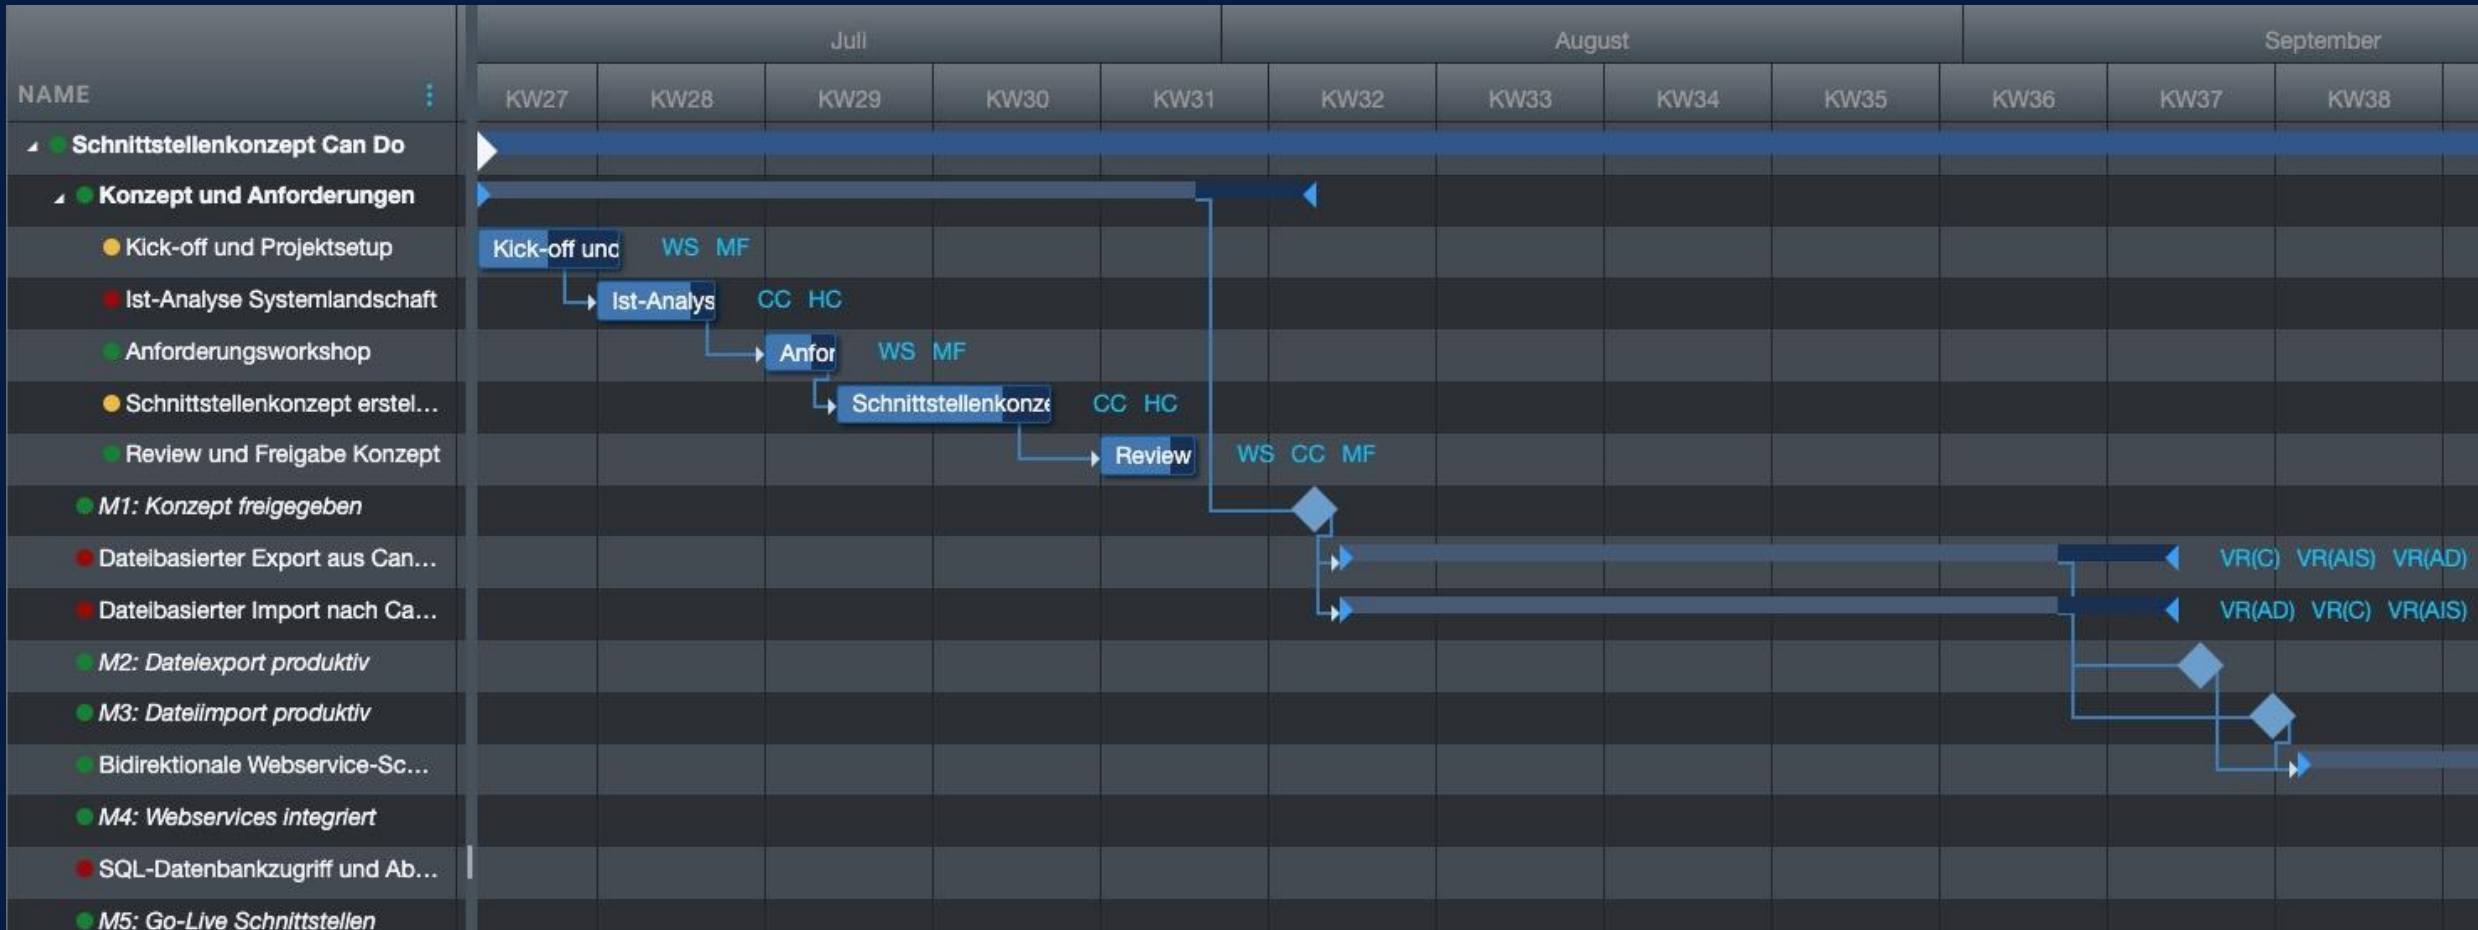 Juli August September
NAME KW27 KW28 KW29 KW30 KW31 KW32 KW33 KW34 KW35 KW36 KW37 KW38
Schnittstellenkonzept Can Do
Konzept und Anforderungen
Kick-off und Projektsetup Kick-off und WS MF
Ist-Analyse Systemlandschaft Ist-Analys CC HC
Anforderungsworkshop Anfor WS MF
Schnittstellenkonzept erstel... Schnittstellenkonze CC HC
Review und Freigabe Konzept Review WS CC MF
M1: Konzept freigegeben
Dateibasierter Export aus Can... VR(C) VR(AIS) VR(AD)
Dateibasierter Import nach Ca... VR(AD) VR(C) VR(AIS)
M2: Dateiexport produktiv
M3: Dateiimport produktiv
Bidirektionale Webservice-Sc...
M4: Webservices integriert
SQL-Datenbankzugriff und Ab...
M5: Go-Live Schnittstellen